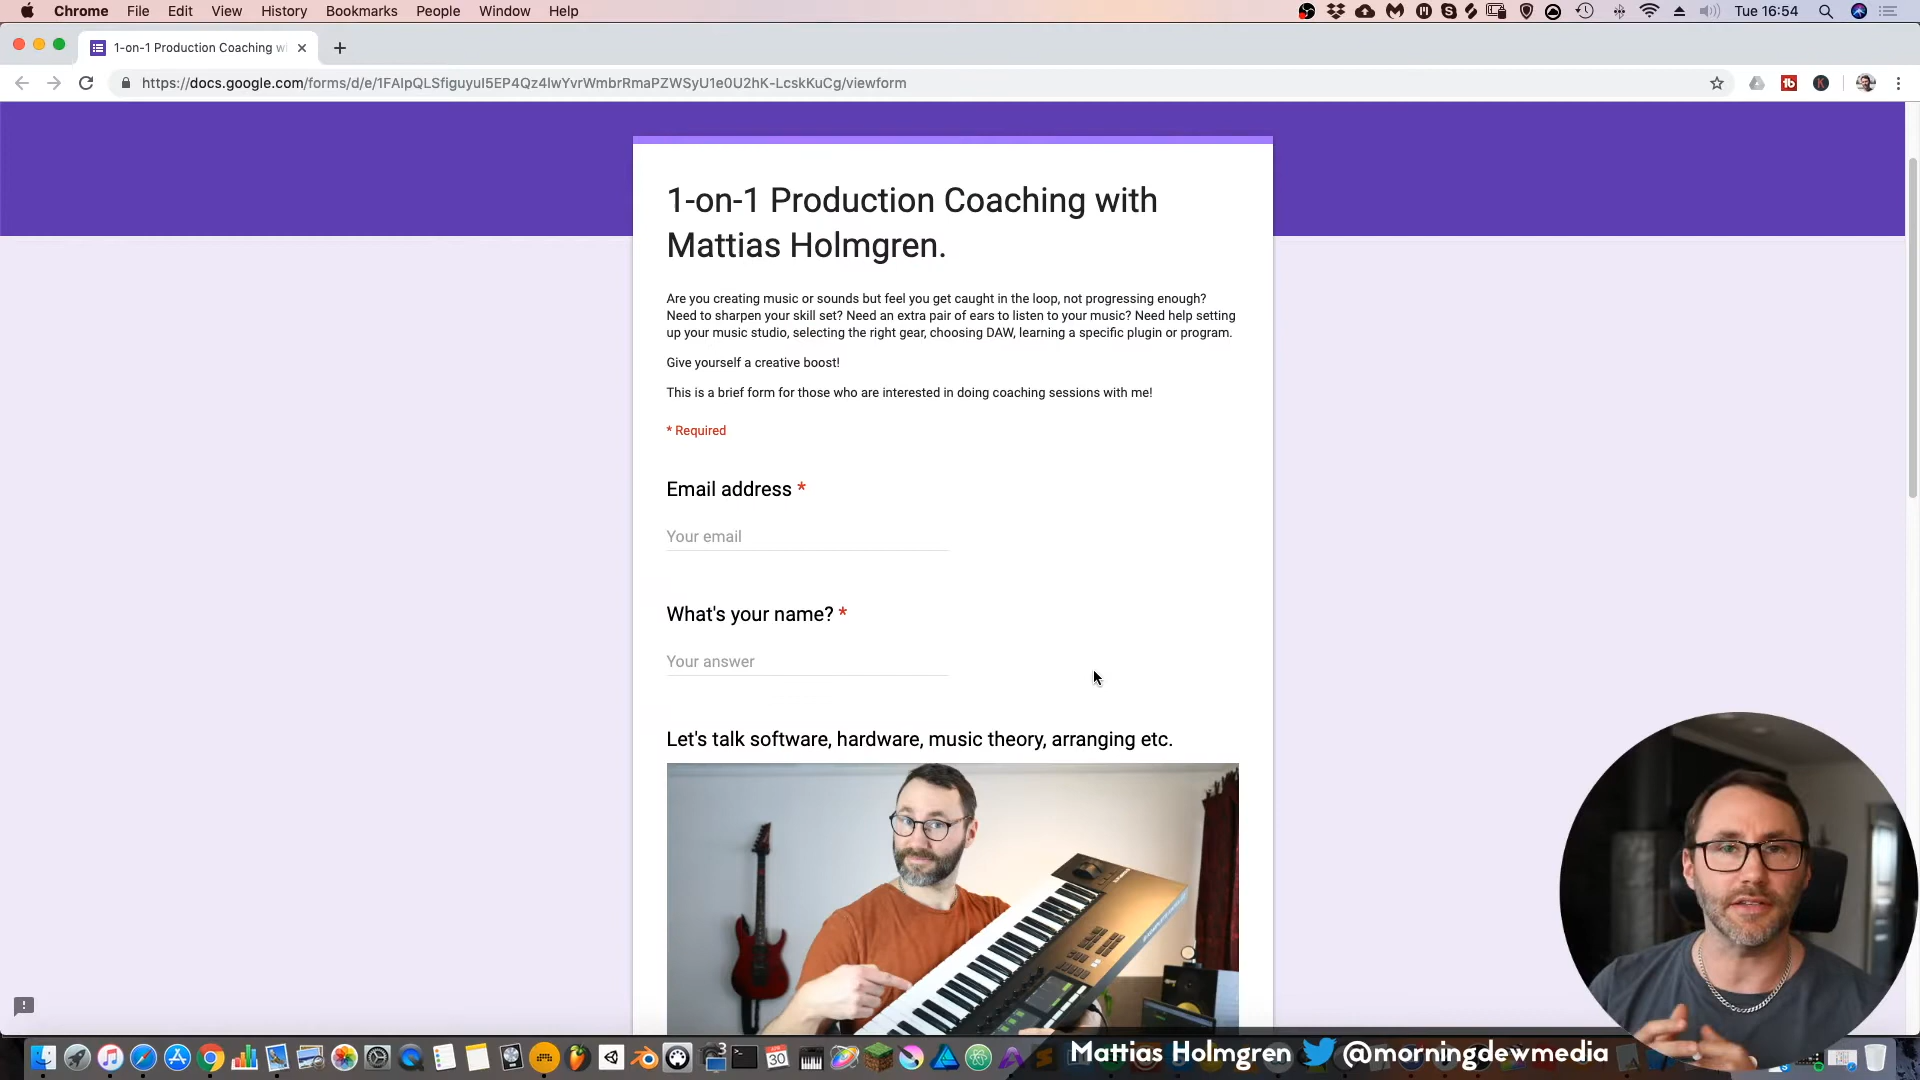 Chrome File Edit View History Bookmarks People Window Help
Tue 16:54
1-on-1 Production Coaching wi
https://docs.google.com/forms/d/e/1FAIpQLSfiguyuI5EP4Qz4lwYvrWmbrRmaPZWSyU1e0U2hK-LcskKuCg/viewform
1-on-1 Production Coaching with
Mattias Holmgren.
Are you creating music or sounds but feel you get caught in the loop, not progressing enough?
Need to sharpen your skill set? Need an extra pair of ears to listen to your music? Need help setting
up your music studio, selecting the right gear, choosing DAW, learning a specific plugin or program.
Give yourself a creative boost!
This is a brief form for those who are interested in doing coaching sessions with me!
* Required
Email address *
Your email
What's your name? *
Your answer
Let's talk software, hardware, music theory, arranging etc.
Mattias Holmgren @morningdewmedia